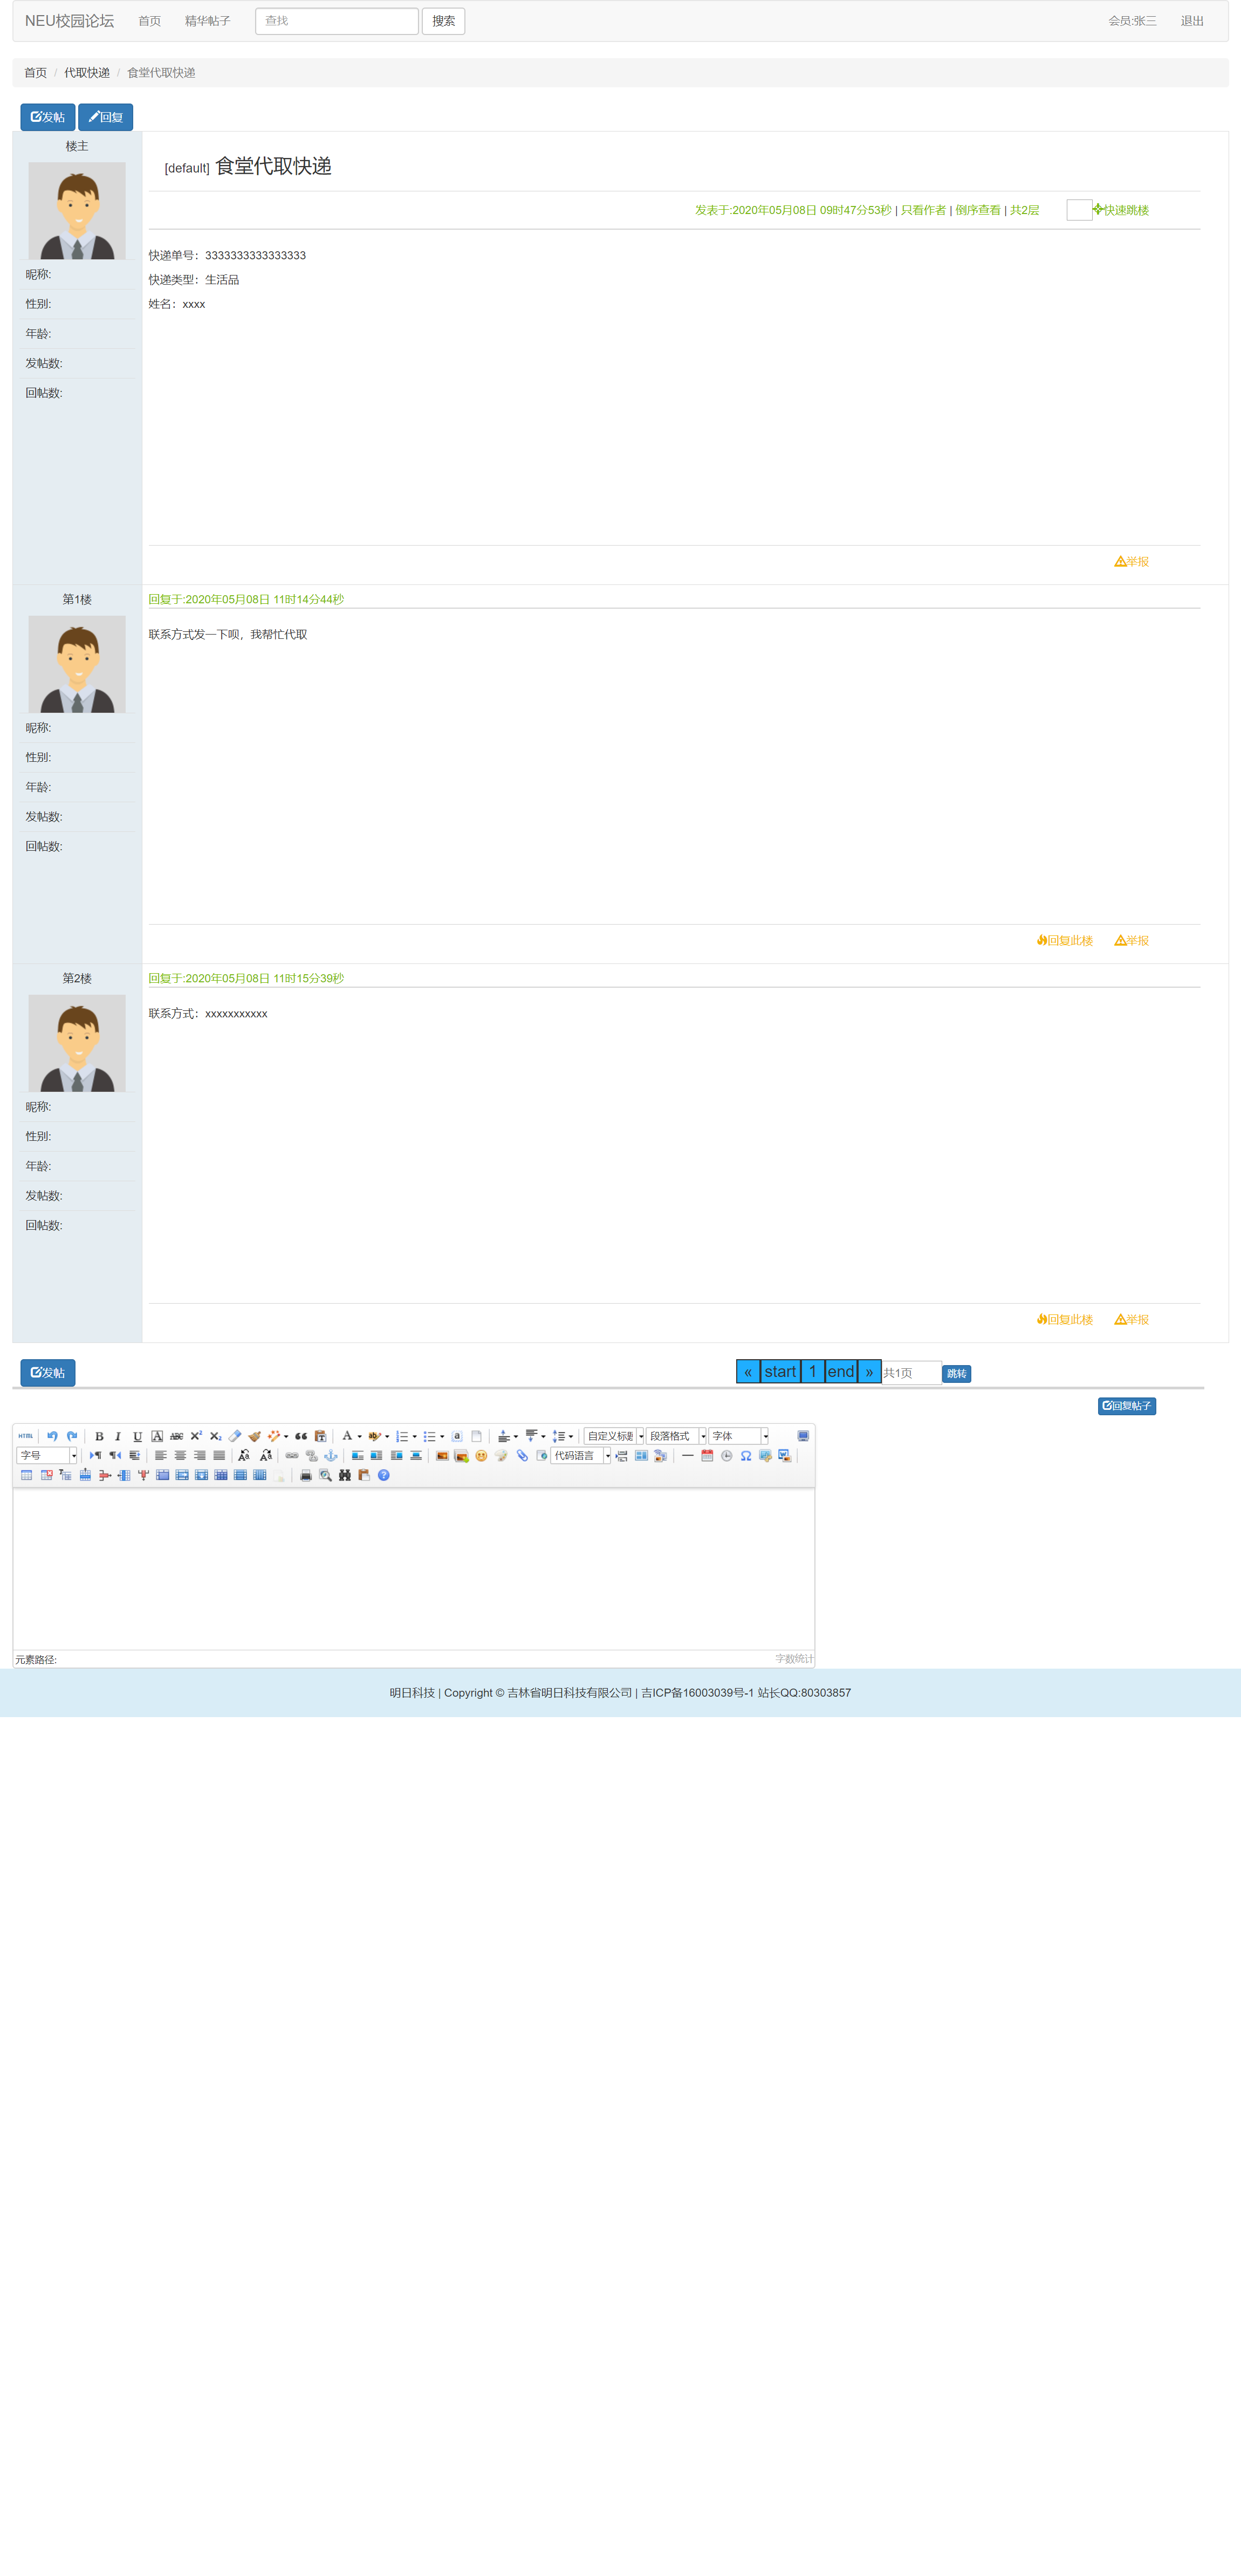 NEU校园论坛 首页 精华帖子 查找 搜索 会员:张三 退出
首页 / 代取快递 / 食堂代取快递
发帖 回复
楼主
[default] 食堂代取快递
发表于:2020年05月08日 09时47分53秒 | 只看作者 | 倒序查看 | 共2层 快速跳楼
快递单号：3333333333333333
快递类型：生活品
姓名：xxxx
昵称:
性别:
年龄:
发帖数:
回帖数:
举报
第1楼
回复于:2020年05月08日 11时14分44秒
联系方式发一下呗，我帮忙代取
昵称:
性别:
年龄:
发帖数:
回帖数:
回复此楼 举报
第2楼
回复于:2020年05月08日 11时15分39秒
联系方式：xxxxxxxxxxx
昵称:
性别:
年龄:
发帖数:
回帖数:
回复此楼 举报
发帖 « start 1 end » 共1页 跳转
回复帖子
HTML B I U A ABC X² X₂ A ab a 自定义标题 段落格式 字体
字号 Aa Aa 代码语言 Ω
元素路径: 字数统计
明日科技 | Copyright © 吉林省明日科技有限公司 | 吉ICP备16003039号-1 站长QQ:80303857